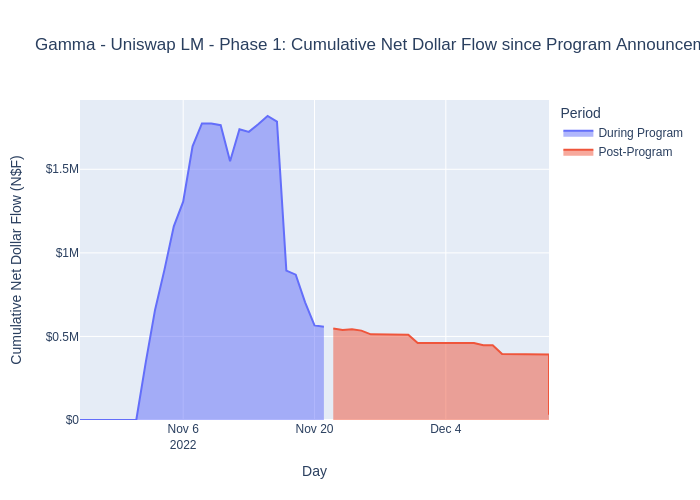 Gamma - Uniswap LM - Phase 1: Cumulative Net Dollar Flow since Program
Period
During Program
Post-Program
Cumulative Net Dollar Flow (N$F)
$1.5M
$1M
$0.5M
$0
Nov 6
2022
Nov 20
Dec 4
Day